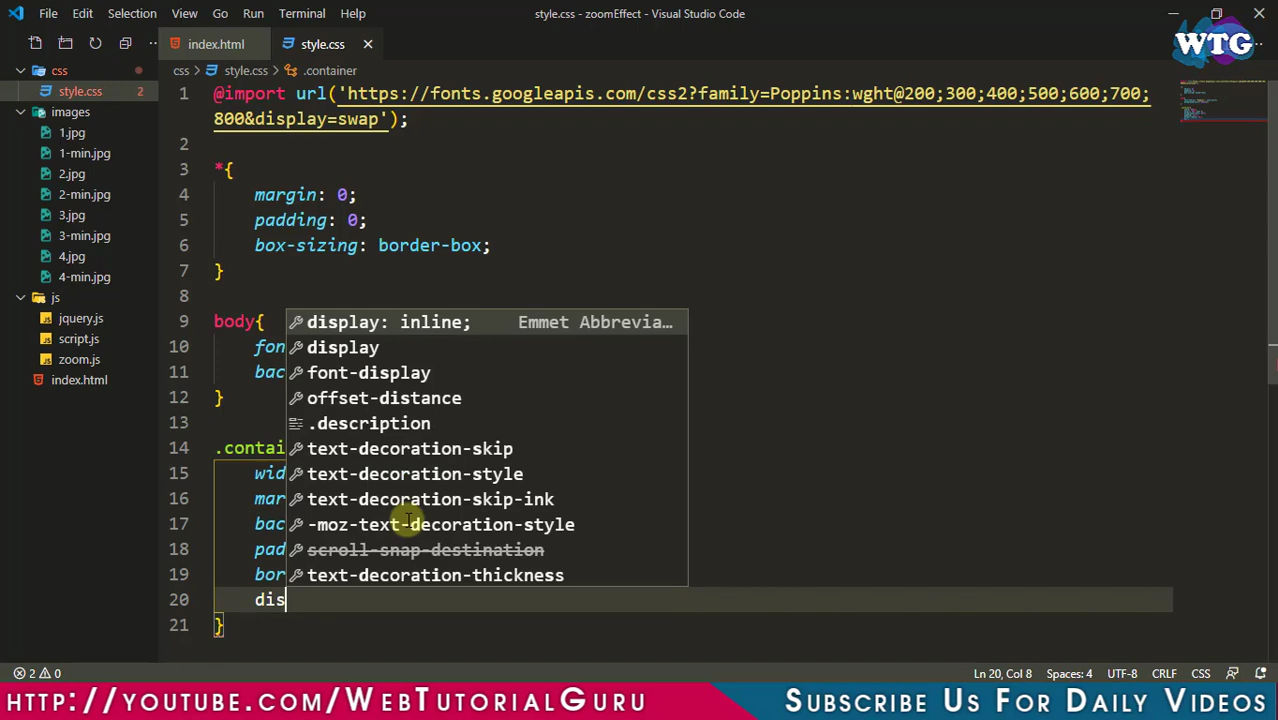 File Edit Selection View Go Run Terminal Help
style.css - zoomEffect - Visual Studio Code
WTG
index.html
style.css
css
css > style.css > .container
style.css 2
images
1.jpg
1-min.jpg
2.jpg
2-min.jpg
3.jpg
3-min.jpg
4.jpg
4-min.jpg
js
jquery.js
script.js
zoom.js
index.html
1 @import url('https://fonts.googleapis.com/css2?family=Poppins:wght@200;300;400;500;600;700;
800&display=swap');
2
3 *{
4 margin: 0;
5 padding: 0;
6 box-sizing: border-box;
7 }
8
9 body{
10 fon
11 bac
12 }
13
14 .contai
15 wid
16 mar
17 bac
18 pad
19 bor
20 dis
21 }
display: inline; Emmet Abbrevia...
display
font-display
offset-distance
.description
text-decoration-skip
text-decoration-style
text-decoration-skip-ink
-moz-text-decoration-style
scroll-snap-destination
text-decoration-thickness
2 0
Ln 20, Col 8 Spaces: 4 UTF-8 CRLF CSS
http://youtube.com/WebTutorialGuru
Subscribe Us For Daily Videos